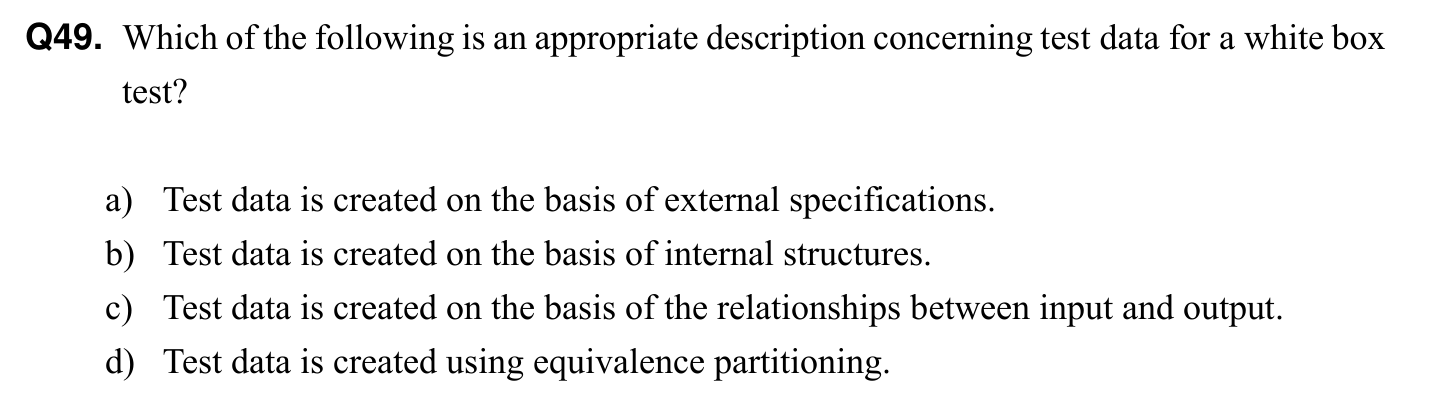 Q49. Which of the following is an appropriate description concerning test data for a white box
test?
a) Test data is created on the basis of external specifications.
b) Test data is created on the basis of internal structures.
c) Test data is created on the basis of the relationships between input and output.
d) Test data is created using equivalence partitioning.